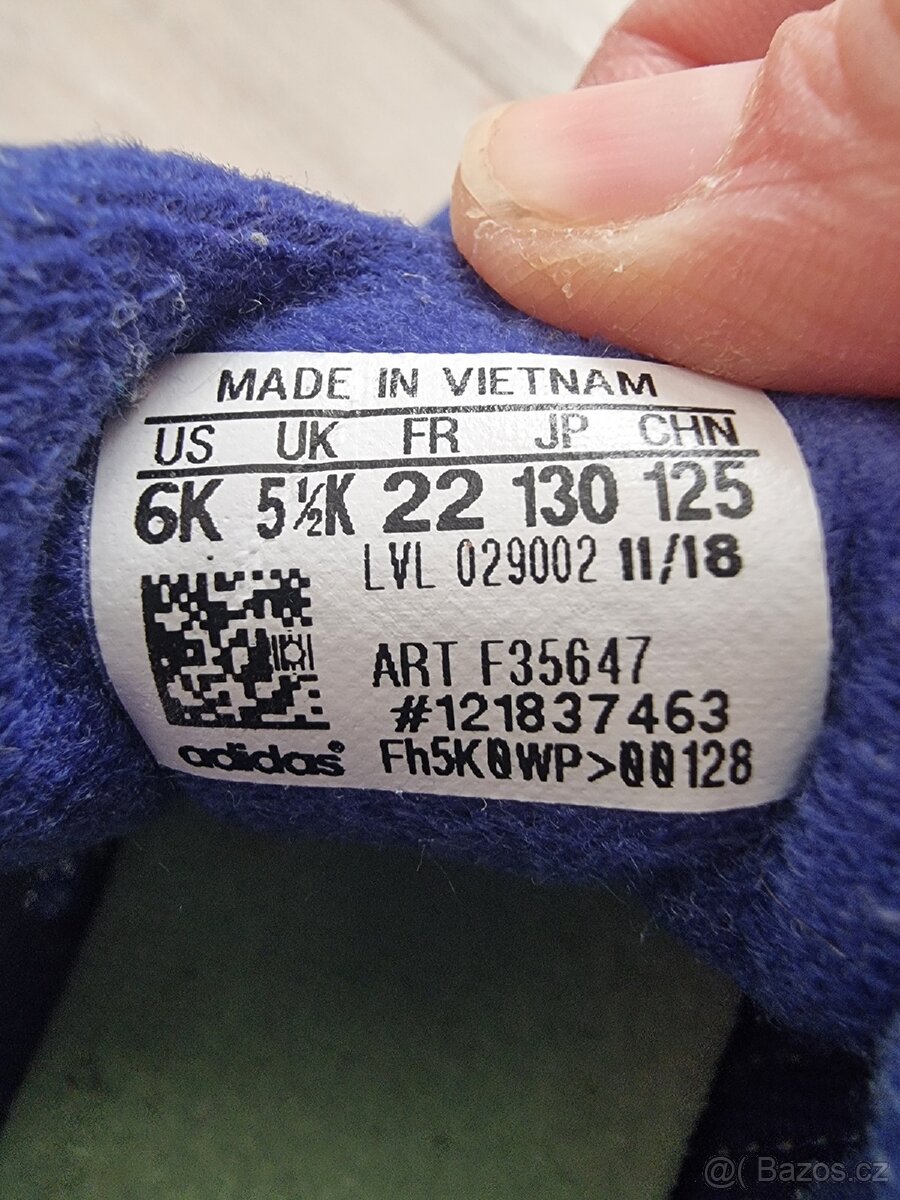 MADE IN VIETNAM
US UK FR JP CHN
6K 5½K 22 130 125
LVL 029002 11/18
ART F35647
#121837463
adidas® Fh5K0WP>00128
@( Bazos.cz